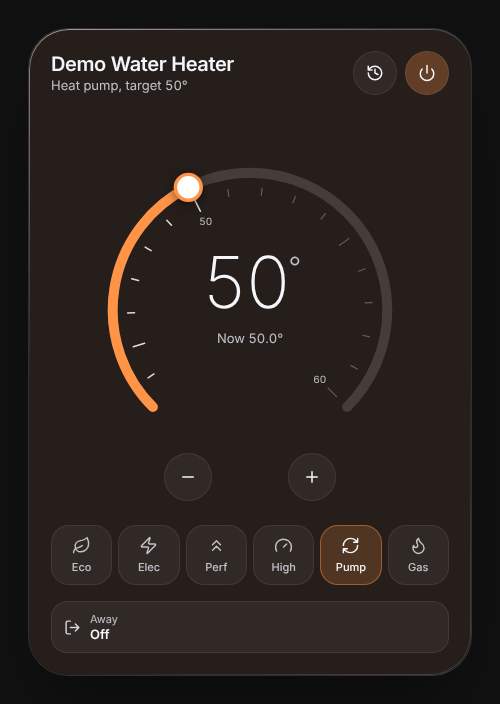 Demo Water Heater
Heat pump, target 50°
50
50°
Now 50.0°
60
Eco
Elec
Perf
High
Pump
Gas
Away
Off